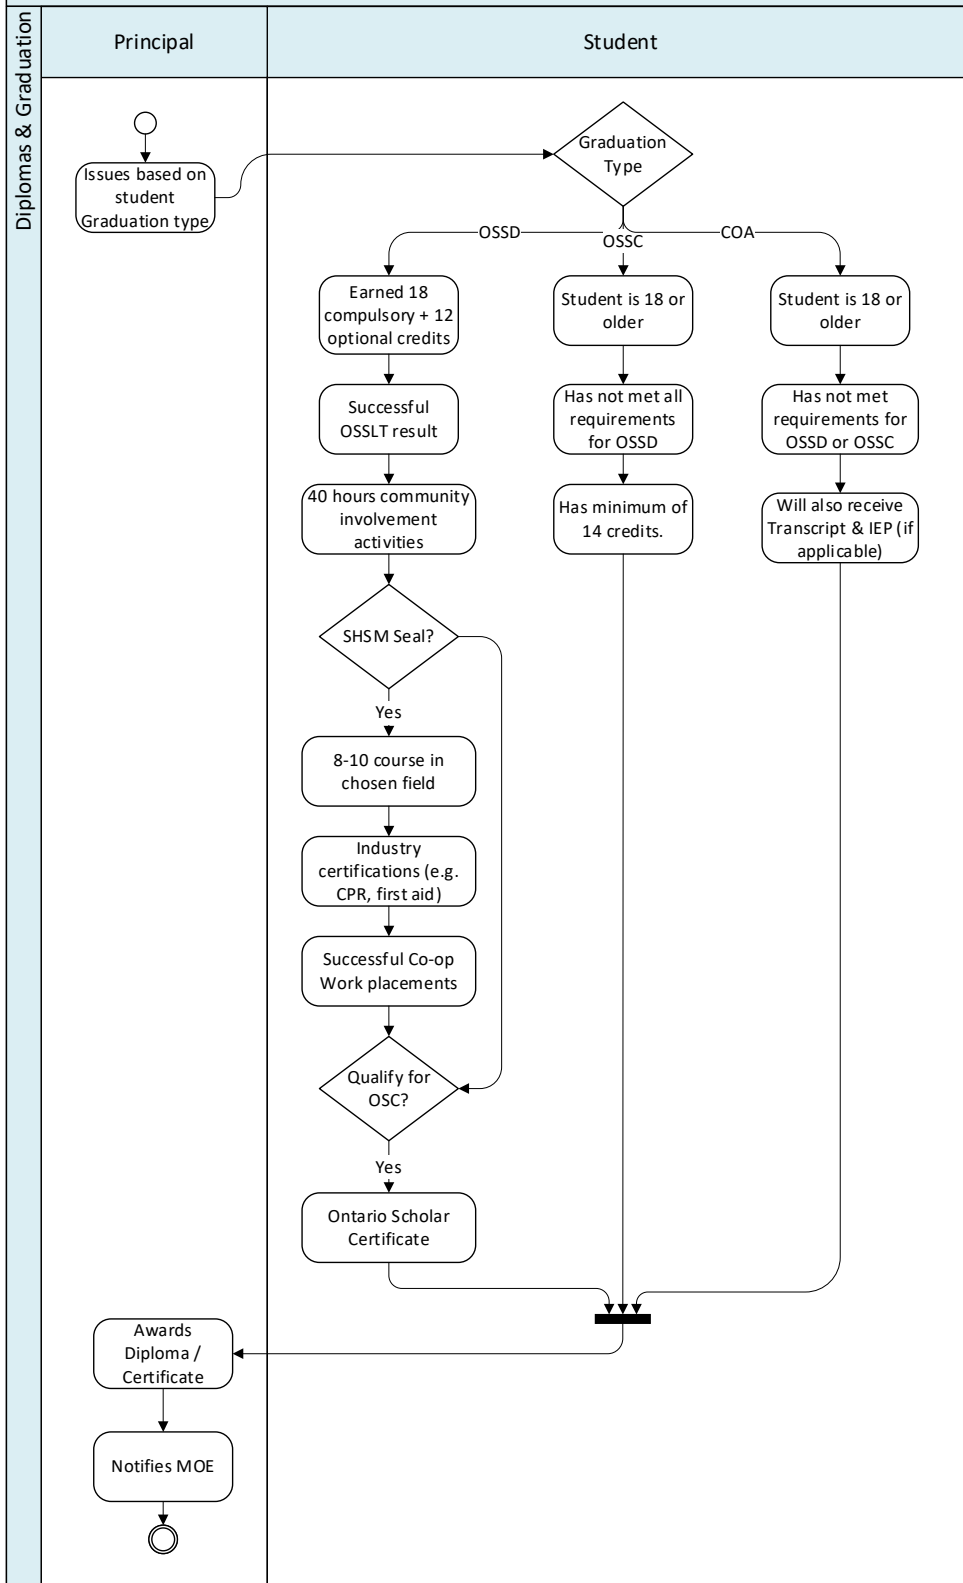 Diplomas & Graduation
Principal
Student
Issues based on
student
Graduation type
Graduation
Type
OSSD
OSSC
COA
Earned 18
compulsory + 12
optional credits
Student is 18 or
older
Student is 18 or
older
Successful
OSSLT result
Has not met all
requirements
for OSSD
Has not met
requirements for
OSSD or OSSC
40 hours community
involvement
activities
Has minimum of
14 credits.
Will also receive
Transcript & IEP (if
applicable)
SHSM Seal?
Yes
8-10 course in
chosen field
Industry
certifications (e.g.
CPR, first aid)
Successful Co-op
Work placements
Qualify for
OSC?
Yes
Ontario Scholar
Certificate
Awards
Diploma /
Certificate
Notifies MOE